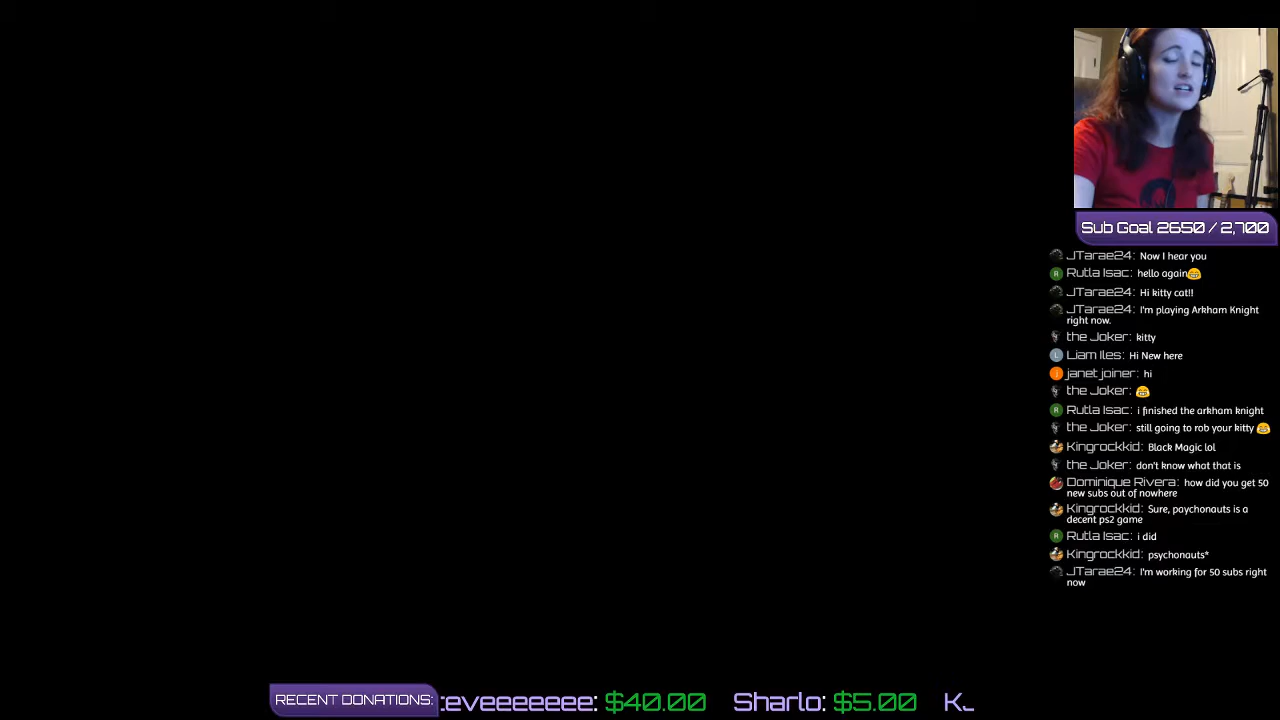 Sub Goal 2650 / 2,700
JTarae24: Now I hear you
Rutla Isac: hello again😂
JTarae24: Hi kitty cat!!
JTarae24: I'm playing Arkham Knight
right now.
the Joker: kitty
Liam Iles: Hi New here
janet joiner: hi
the Joker: 😂
Rutla Isac: i finished the arkham knight
the Joker: still going to rob your kitty 😂
Kingrockkid: Black Magic lol
the Joker: don't know what that is
Dominique Rivera: how did you get 50
new subs out of nowhere
Kingrockkid: Sure, paychonauts is a
decent ps2 game
Rutla Isac: i did
Kingrockkid: psychonauts*
JTarae24: I'm working for 50 subs right
now
RECENT DONATIONS: eveeeeeee: $40.00 Sharlo: $5.00